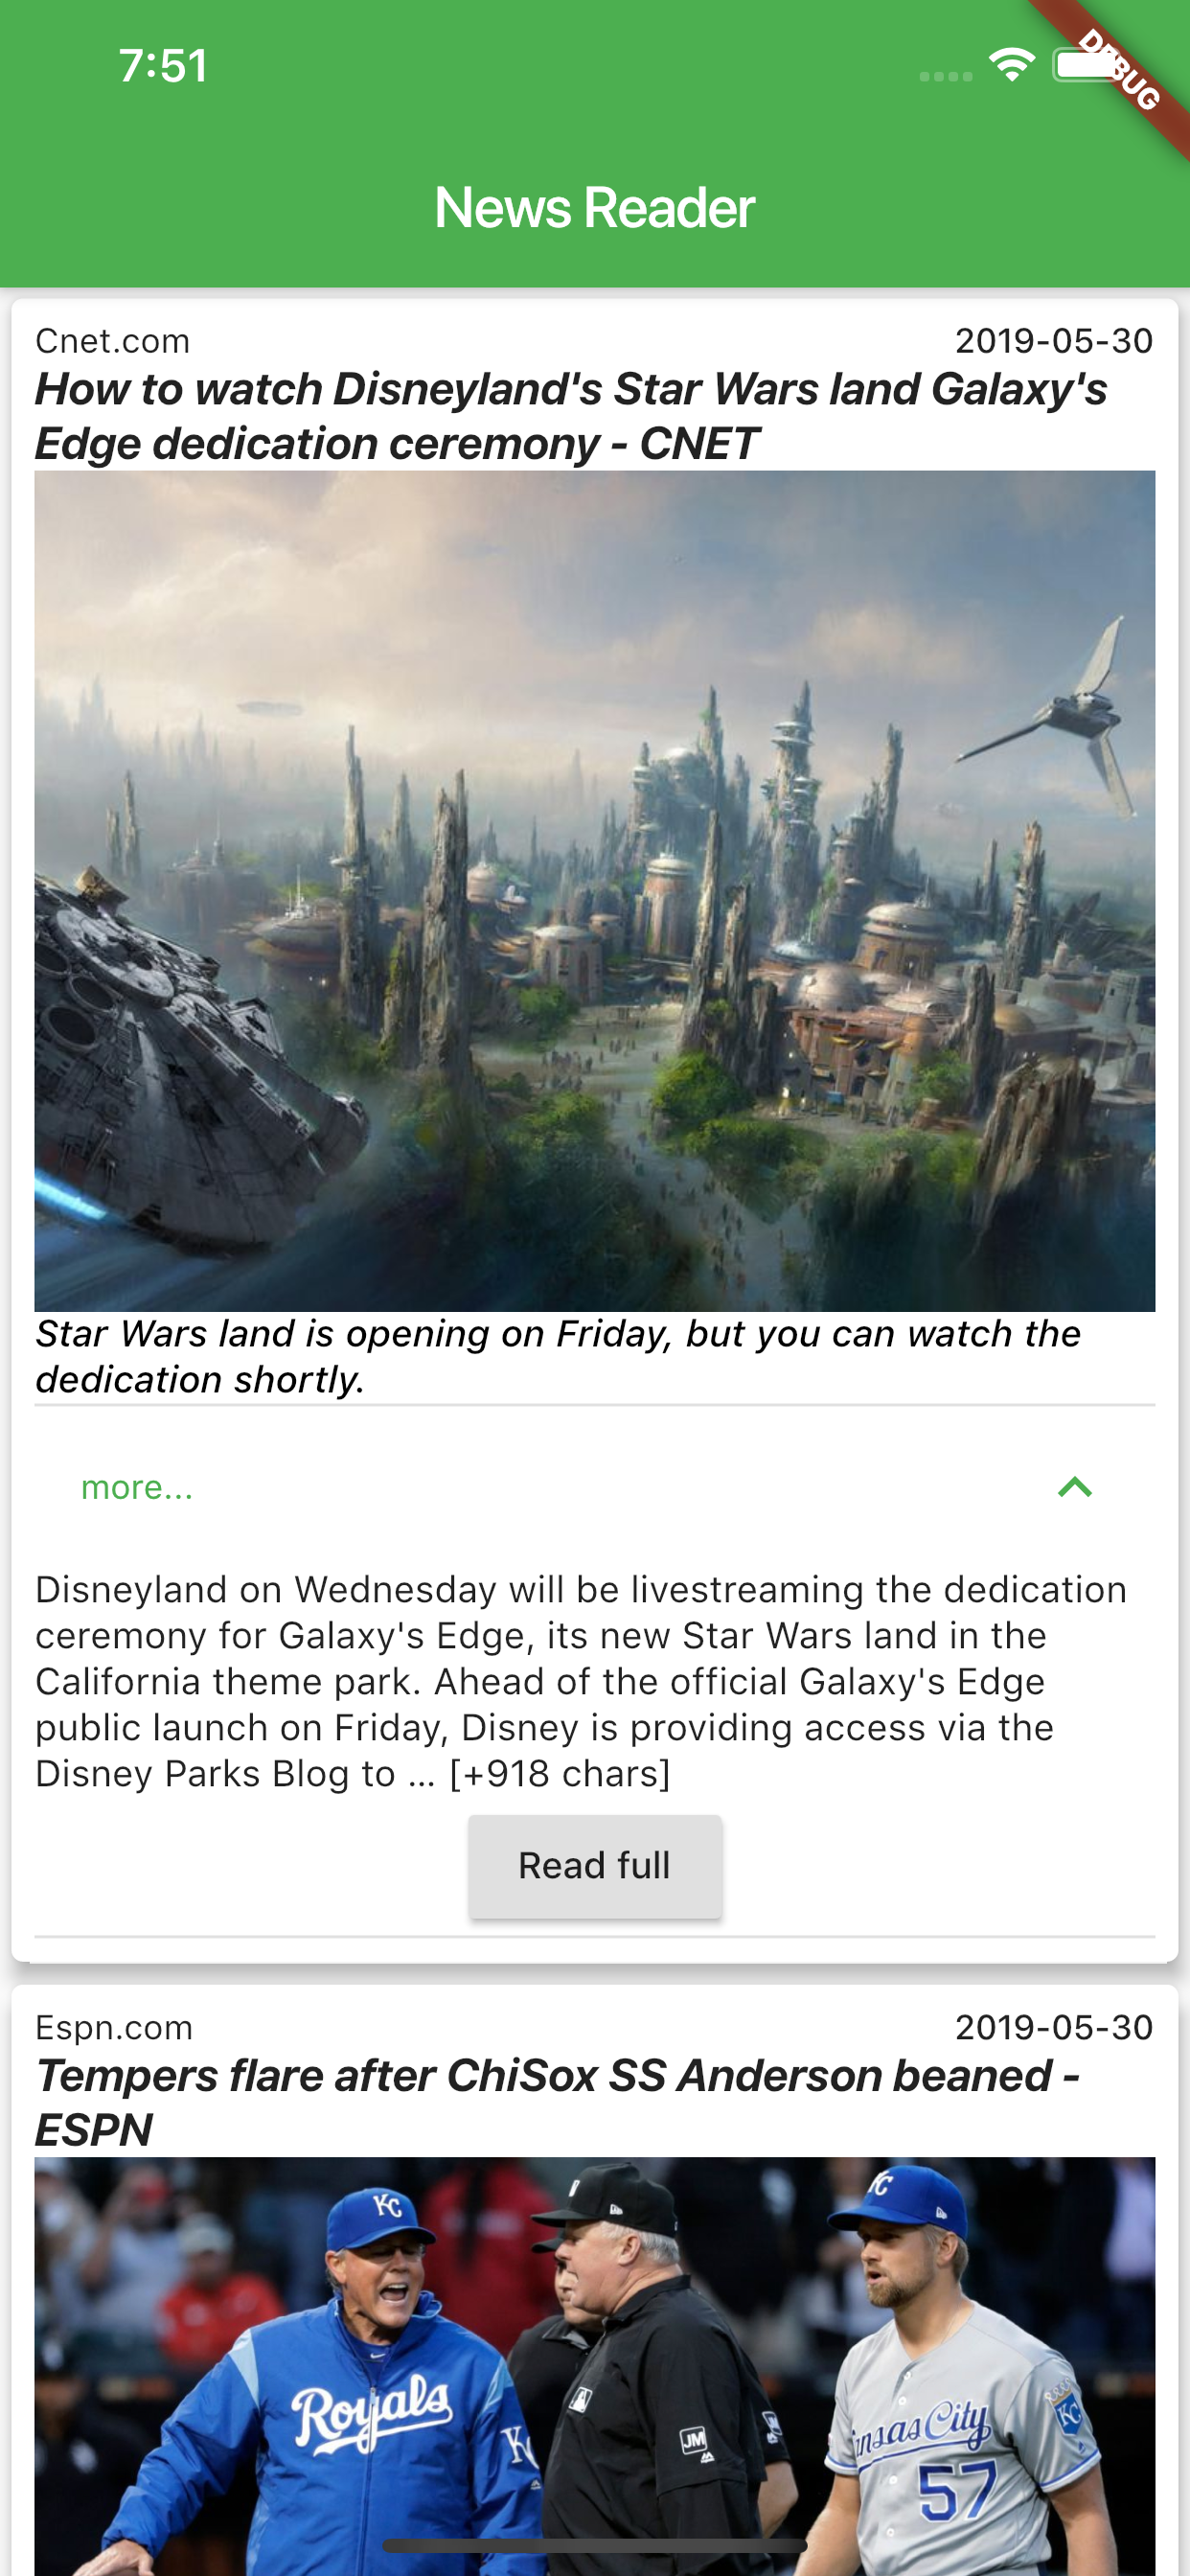 7:51
DEBUG
News Reader
Cnet.com 2019-05-30
How to watch Disneyland's Star Wars land Galaxy's
Edge dedication ceremony - CNET
Star Wars land is opening on Friday, but you can watch the
dedication shortly.
more...
Disneyland on Wednesday will be livestreaming the dedication
ceremony for Galaxy's Edge, its new Star Wars land in the
California theme park. Ahead of the official Galaxy's Edge
public launch on Friday, Disney is providing access via the
Disney Parks Blog to … [+918 chars]
Read full
Espn.com 2019-05-30
Tempers flare after ChiSox SS Anderson beaned -
ESPN
KC
KC
Royals
KC
JM
Kansas City
KC
57